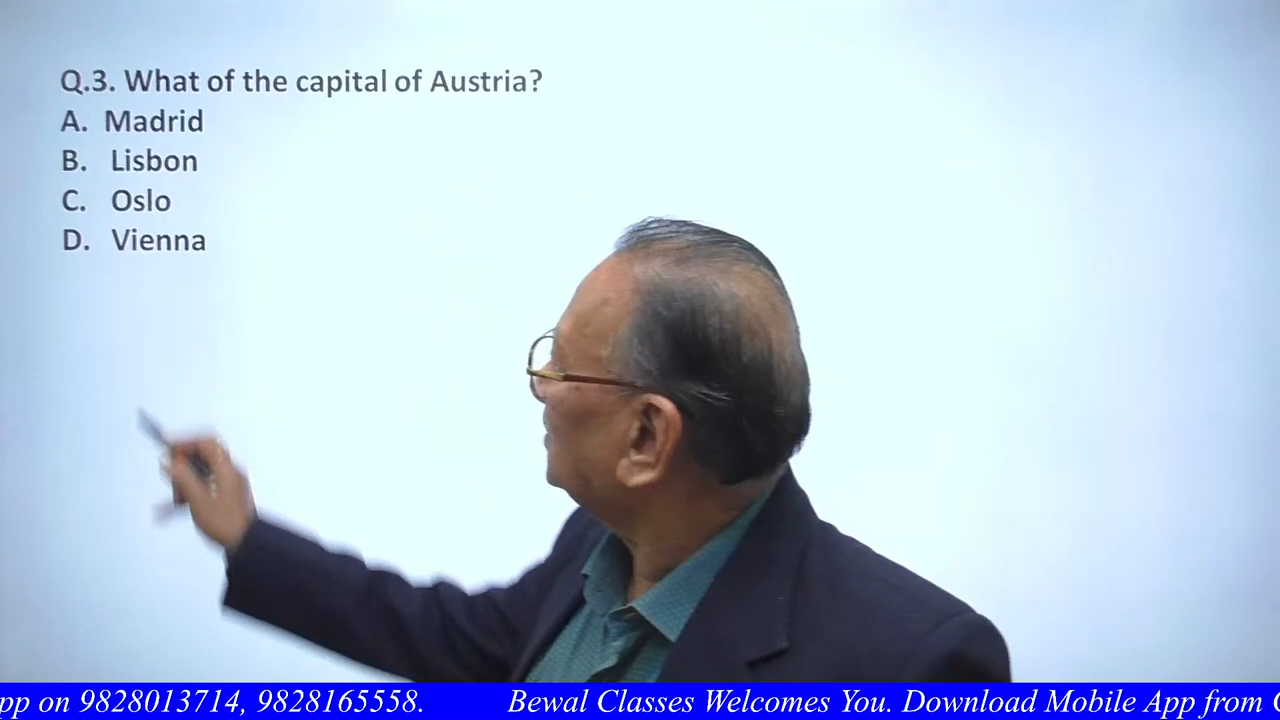 Q.3. What of the capital of Austria?
A. Madrid
B. Lisbon
C. Oslo
D. Vienna
pp on 9828013714, 9828165558. Bewal Classes Welcomes You. Download Mobile App from